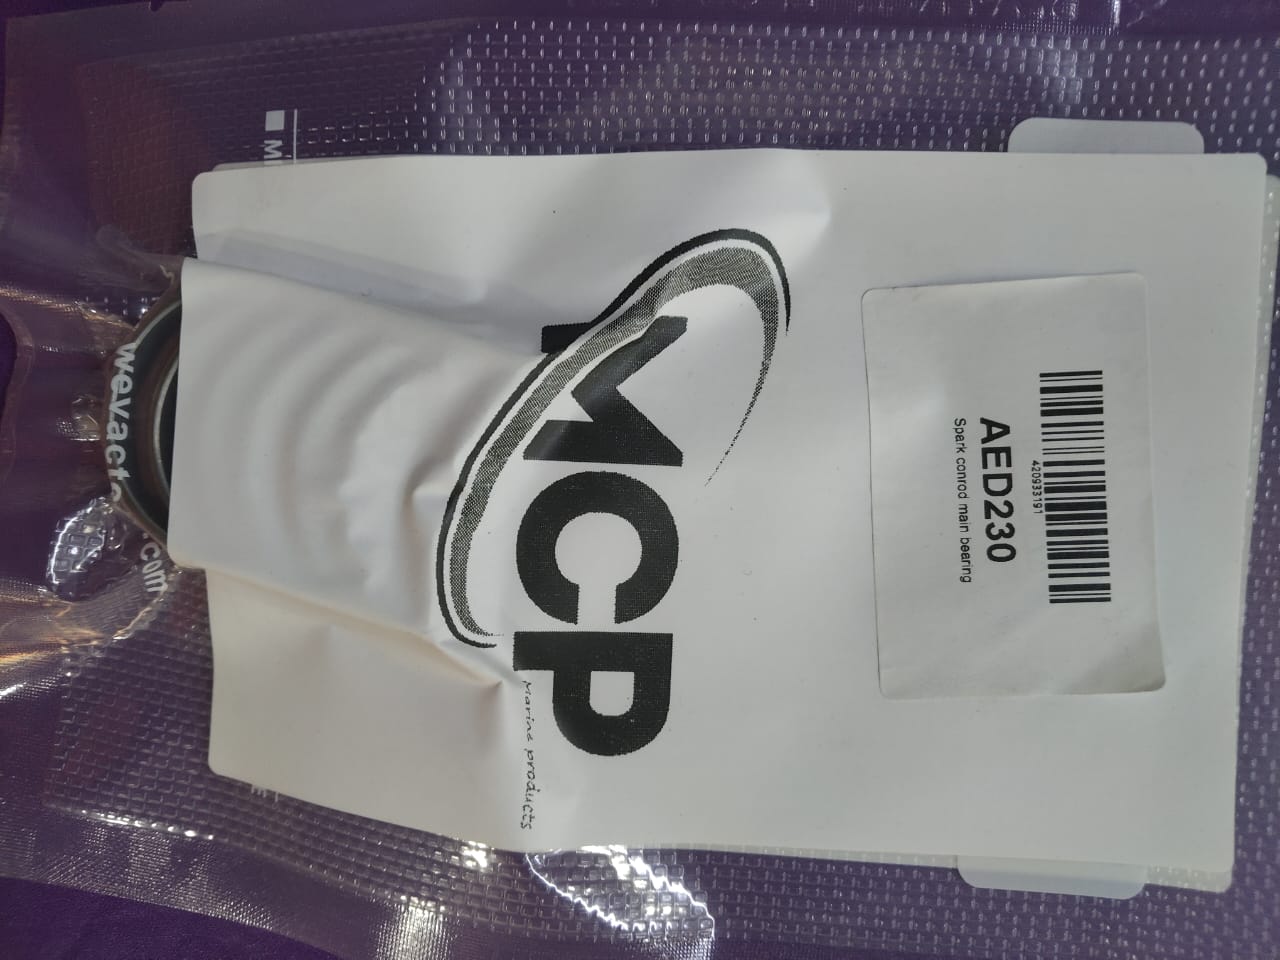 MCP
Marine products
420933191
AED230
Spark conrod main bearing